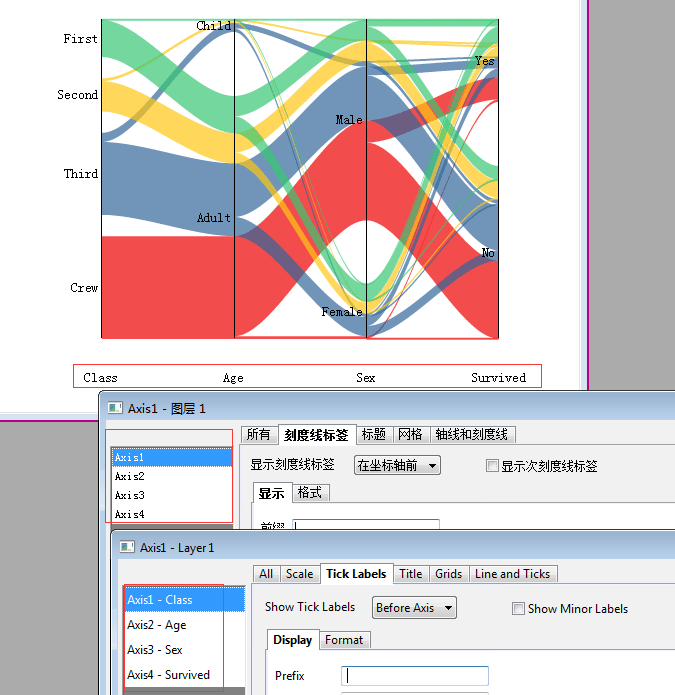 First
Child
Second
Yes
Male
Third
Adult
No
Crew
Female
Class Age Sex Survived
Axis1 - 图层 1
所有 刻度线标签 标题 网格 轴线和刻度线
Axis1
Axis2
Axis3
Axis4
显示刻度线标签 在坐标轴前 显示次刻度线标签
显示 格式
前缀
Axis1 - Layer1
All Scale Tick Labels Title Grids Line and Ticks
Axis1 - Class
Axis2 - Age
Axis3 - Sex
Axis4 - Survived
Show Tick Labels Before Axis Show Minor Labels
Display Format
Prefix